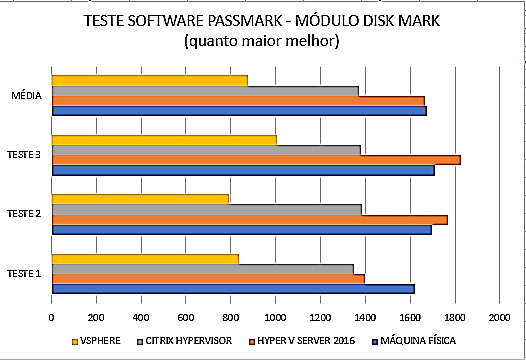 TESTE SOFTWARE PASSMARK - MÓDULO DISK MARK
(quanto maior melhor)
MÉDIA
TESTE 3
TESTE 2
TESTE 1
0 200 400 600 800 1000 1200 1400 1600 1800 2000
VSPHERE CITRIX HYPERVISOR HYPER V SERVER 2016 MÁQUINA FÍSICA